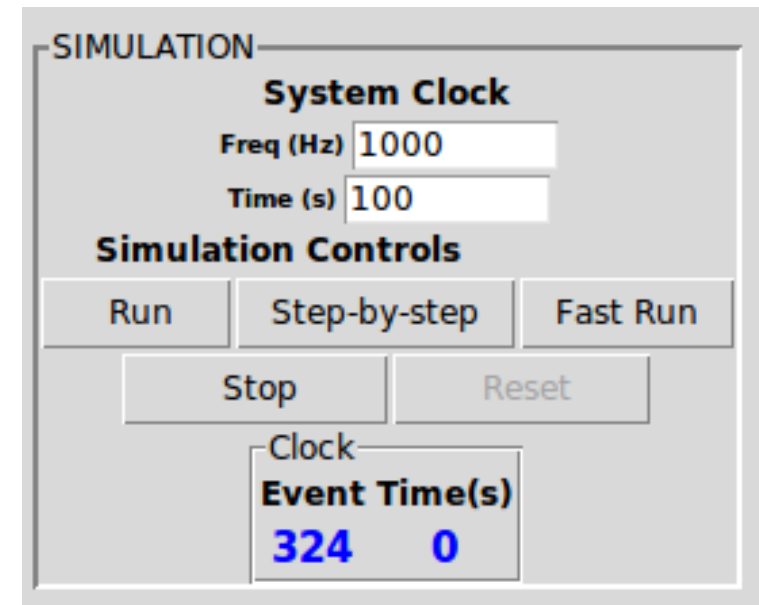 SIMULATION
System Clock
Freq (Hz) 1000
Time (s) 100
Simulation Controls
Run Step-by-step Fast Run
Stop Reset
Clock
Event Time(s)
324 0